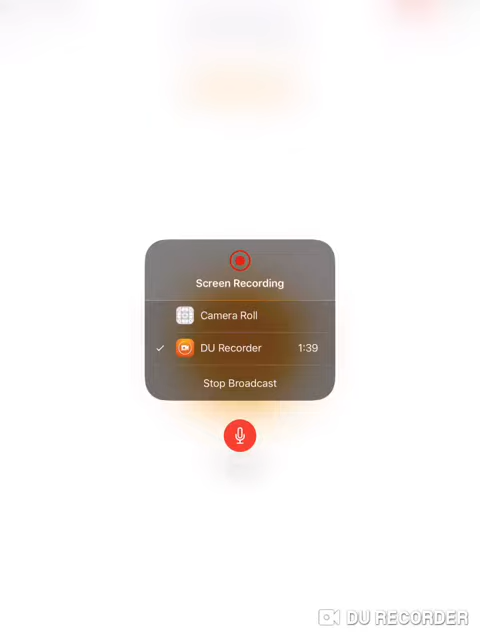 Screen Recording
Camera Roll
DU Recorder 1:39
Stop Broadcast
DU RECORDER